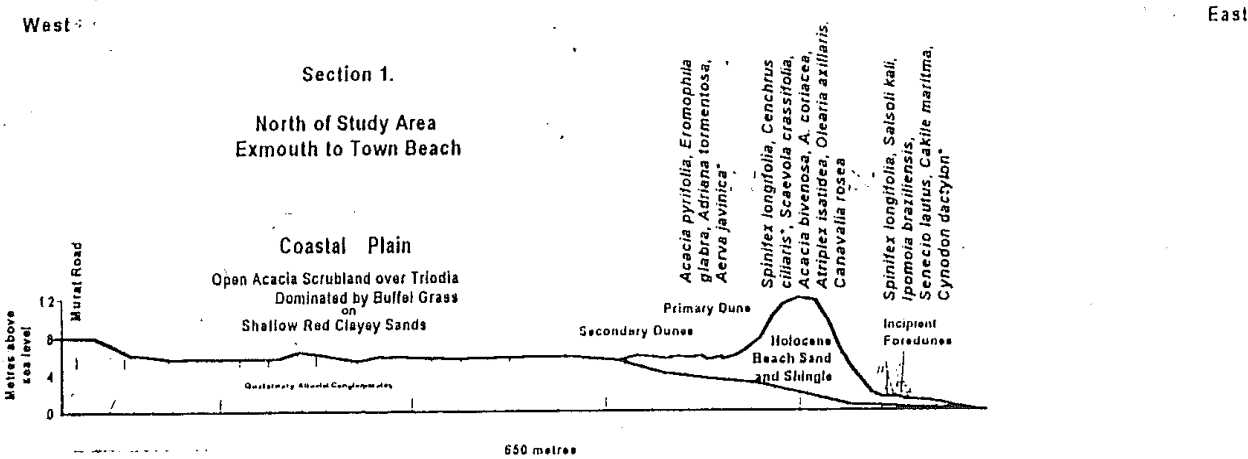 West
East
Section 1.
North of Study Area
Exmouth to Town Beach
Acacia pyrifolia, Eromophila
glabra, Adriana tormentosa,
Aerva javinica*
Spinifex longifolia, Cenchrus
ciliaris*, Scaevola crassifolia,
Acacia bivenosa, A. coriacea,
Atriplex isatidea, Olearia axillaris.
Canavalia rosea
Spinifex longifolia, Salsoli kali,
Ipomoia braziliensis,
Senecio lautus, Cakile maritma,
Cynodon dactylon*
Murat Road
Coastal Plain
Open Acacia Scrubland over Triodia
Dominated by Buffel Grass
on
Shallow Red Clayey Sands
Metres above
sea level
12
8
4
0
Secondary Dunes
Primary Dune
Holocene
Beach Sand
and Shingle
Incipient
Foredunes
Quaternary Alluvial Conglomerates
650 metres